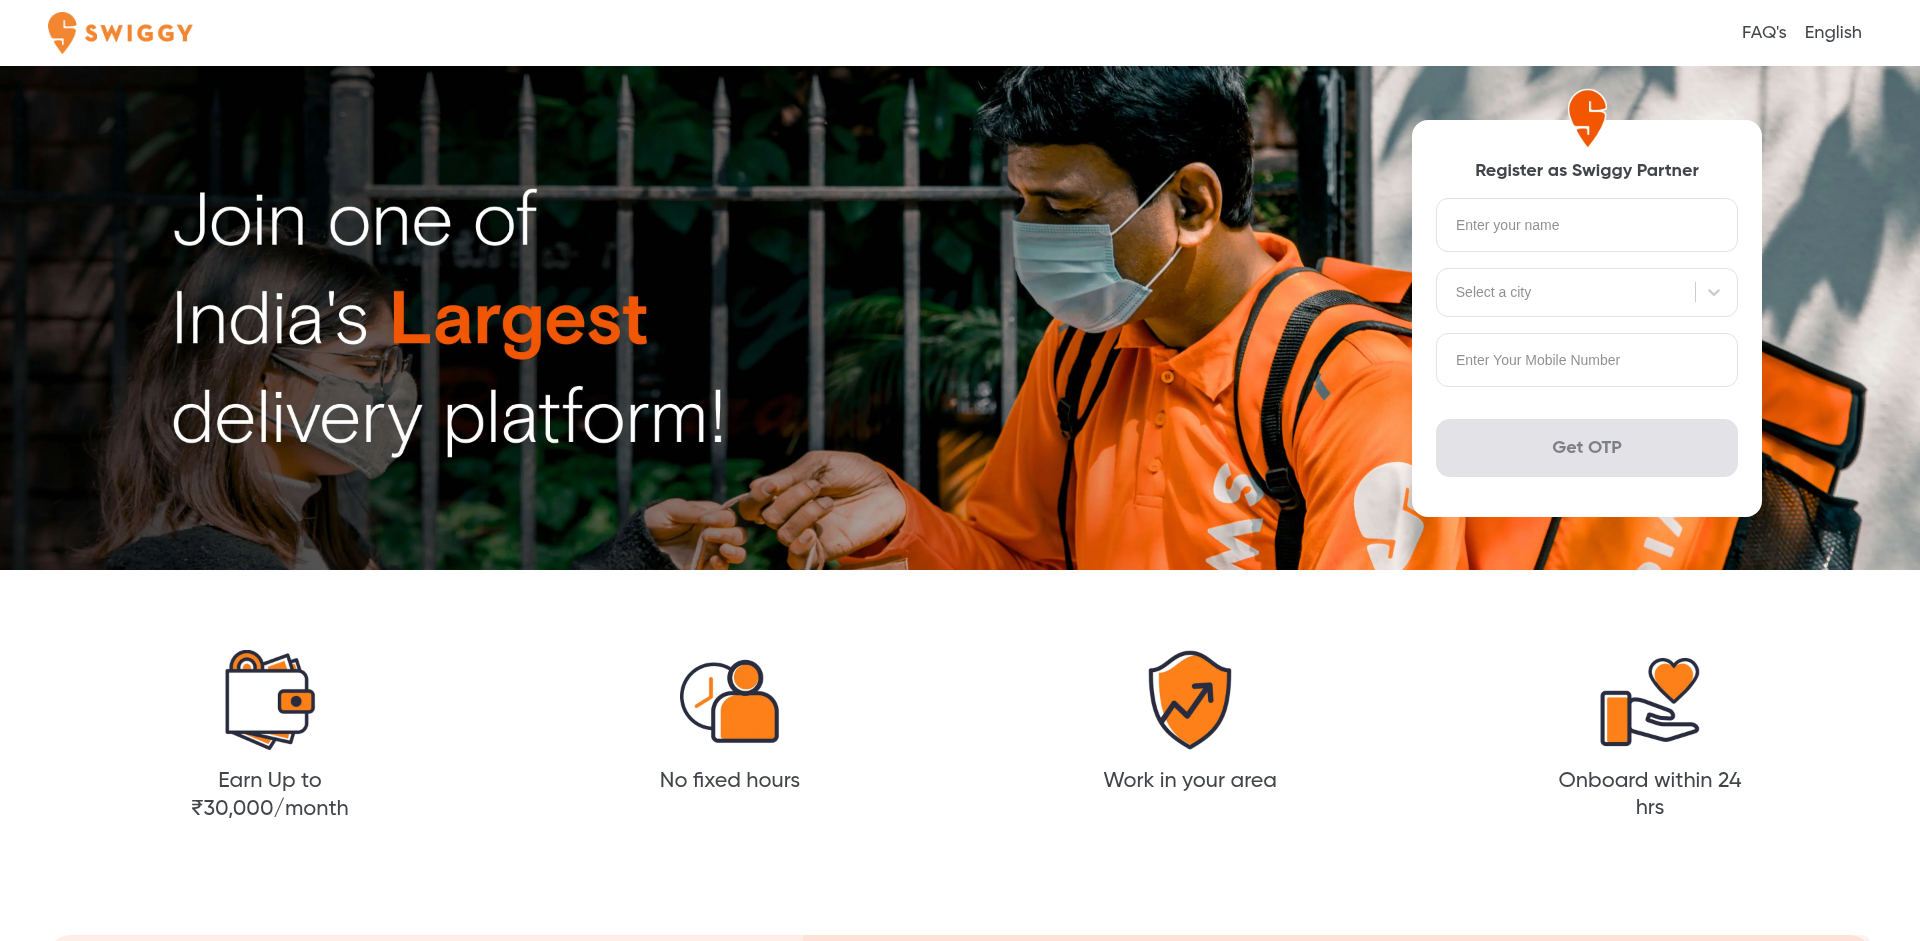 SWIGGY
FAQ's
English
Join one of
India's Largest
delivery platform!
Register as Swiggy Partner
Enter your name
Select a city
Enter Your Mobile Number
Get OTP
Earn Up to
₹30,000/month
No fixed hours
Work in your area
Onboard within 24
hrs